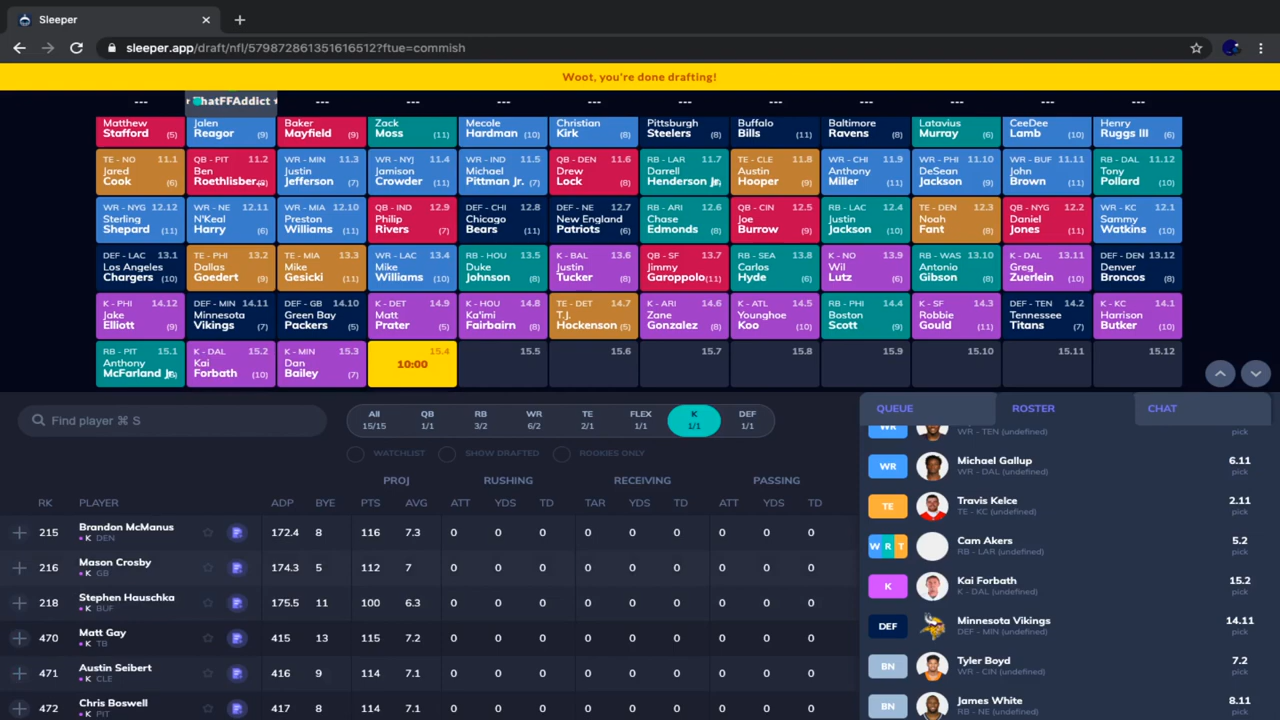 Sleeper
sleeper.app/draft/nfl/579872861351616512?ftue=commish
Woot, you're done drafting!
--- ThatFFAddict --- --- --- --- --- --- --- --- --- ---
Matthew Jalen Baker Zack Mecole Christian Pittsburgh Buffalo Baltimore Latavius CeeDee Henry
Stafford (5) Reagor (9) Mayfield (9) Moss (11) Hardman (10) Kirk (8) Steelers (8) Bills (11) Ravens (8) Murray (6) Lamb (10) Ruggs III (6)
TE - NO 11.1 QB - PIT 11.2 WR - MIN 11.3 WR - NYJ 11.4 WR - IND 11.5 QB - DEN 11.6 RB - LAR 11.7 TE - CLE 11.8 WR - CHI 11.9 WR - PHI 11.10 WR - BUF 11.11 RB - DAL 11.12
Jared Ben Justin Jamison Michael Drew Darrell Austin Anthony DeSean John Tony
Cook (6) Roethlisber... Jefferson (7) Crowder (11) Pittman Jr. (7) Lock (8) Henderson Jr. Hooper (9) Miller (11) Jackson (9) Brown (11) Pollard (10)
WR - NYG 12.12 WR - NE 12.11 WR - MIA 12.10 QB - IND 12.9 DEF - CHI 12.8 DEF - NE 12.7 RB - ARI 12.6 QB - CIN 12.5 RB - LAC 12.4 TE - DEN 12.3 QB - NYG 12.2 WR - KC 12.1
Sterling N'Keal Preston Philip Chicago New England Chase Joe Justin Noah Daniel Sammy
Shepard (11) Harry (6) Williams (11) Rivers (7) Bears (11) Patriots (6) Edmonds (8) Burrow (9) Jackson (10) Fant (8) Jones (11) Watkins (10)
DEF - LAC 13.1 TE - PHI 13.2 TE - MIA 13.3 WR - LAC 13.4 RB - HOU 13.5 K - BAL 13.6 QB - SF 13.7 RB - SEA 13.8 K - NO 13.9 RB - WAS 13.10 K - DAL 13.11 DEF - DEN 13.12
Los Angeles Dallas Mike Mike Duke Justin Jimmy Carlos Wil Antonio Greg Denver
Chargers (10) Goedert (9) Gesicki (11) Williams (10) Johnson (8) Tucker (8) Garoppolo (11) Hyde (6) Lutz (6) Gibson (8) Zuerlein (10) Broncos (8)
K - PHI 14.12 DEF - MIN 14.11 DEF - GB 14.10 K - DET 14.9 K - HOU 14.8 TE - DET 14.7 K - ARI 14.6 K - ATL 14.5 RB - PHI 14.4 K - SF 14.3 DEF - TEN 14.2 K - KC 14.1
Jake Minnesota Green Bay Matt Ka'imi T.J. Zane Younghoe Boston Robbie Tennessee Harrison
Elliott (9) Vikings (7) Packers (5) Prater (5) Fairbairn (8) Hockenson (5) Gonzalez (8) Koo (10) Scott (9) Gould (11) Titans (7) Butker (10)
RB - PIT 15.1 K - DAL 15.2 K - MIN 15.3 15.4 15.5 15.6 15.7 15.8 15.9 15.10 15.11 15.12
Anthony Kai Dan 10:00
McFarland Jr. Forbath (10) Bailey (7)
Find player ⌘ S
All QB RB WR TE FLEX K DEF
15/15 1/1 3/2 6/2 2/1 1/1 1/1 1/1
WATCHLIST SHOW DRAFTED ROOKIES ONLY
PROJ RUSHING RECEIVING PASSING
RK PLAYER ADP BYE PTS AVG ATT YDS TD TAR YDS TD ATT YDS TD
215 Brandon McManus 172.4 8 116 7.3 0 0 0 0 0 0 0 0 0
K DEN
216 Mason Crosby 5 112 7 0 0 0 0 0 0 0 0 0
K GB
218 Stephen Hauschka 175.5 11 100 6.3 0 0 0 0 0 0 0 0 0
K BUF
470 Matt Gay 415 13 115 7.2 0 0 0 0 0 0 0 0 0
K TB
471 Austin Seibert 416 9 114 7.1 0 0 0 0 0 0 0 0 0
K CLE
472 Chris Boswell 417 8 114 7.1 0 0 0 0 0 0 0 0 0
K PIT
QUEUE ROSTER CHAT
WR WR - TEN (undefined) pick
WR Michael Gallup 6.11
WR - DAL (undefined) pick
TE Travis Kelce 2.11
TE - KC (undefined) pick
W R T Cam Akers 5.2
RB - LAR (undefined) pick
K Kai Forbath 15.2
K - DAL (undefined) pick
DEF Minnesota Vikings 14.11
DEF - MIN (undefined) pick
BN Tyler Boyd 7.2
WR - CIN (undefined) pick
BN James White 8.11
RB - NE (undefined) pick